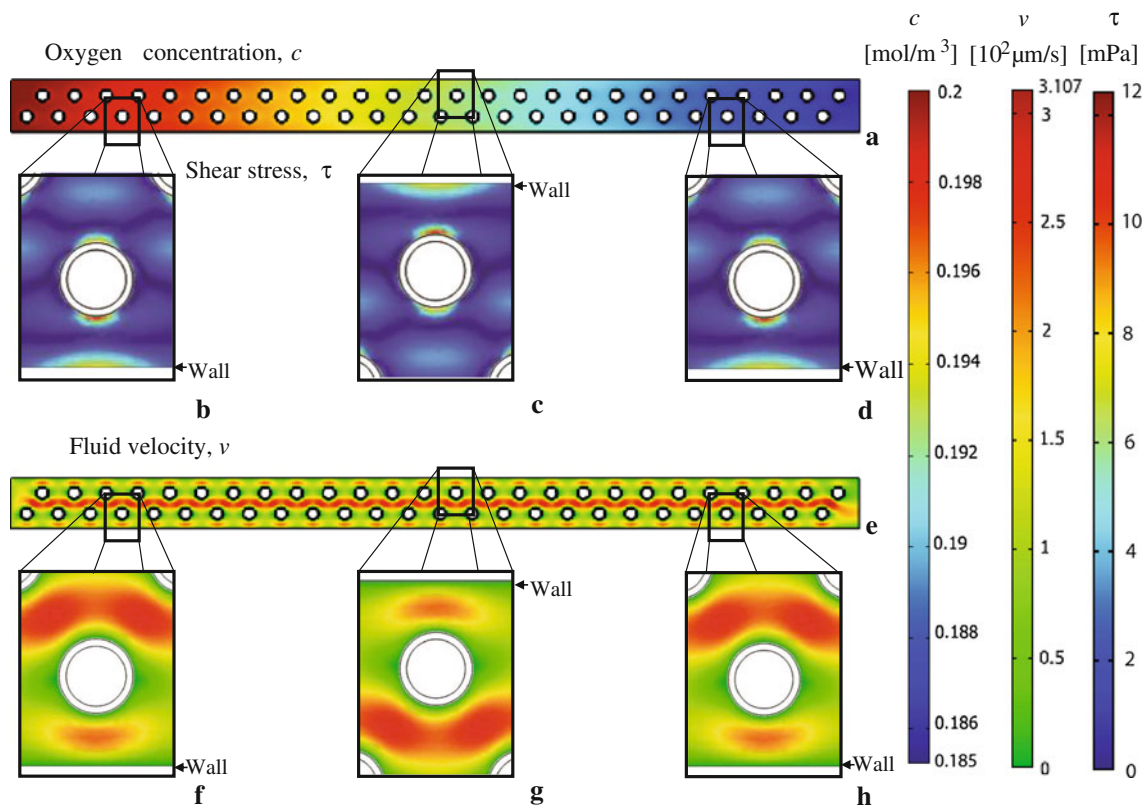 Oxygen concentration, c
a
Shear stress, τ
Wall
Wall
Wall
b
c
d
Fluid velocity, v
e
Wall
Wall
Wall
f
g
h
c
[mol/m³]
0.2
0.198
0.196
0.194
0.192
0.19
0.188
0.186
0.185
v
[10²µm/s]
3.107
3
2.5
2
1.5
1
0.5
0
τ
[mPa]
12
10
8
6
4
2
0